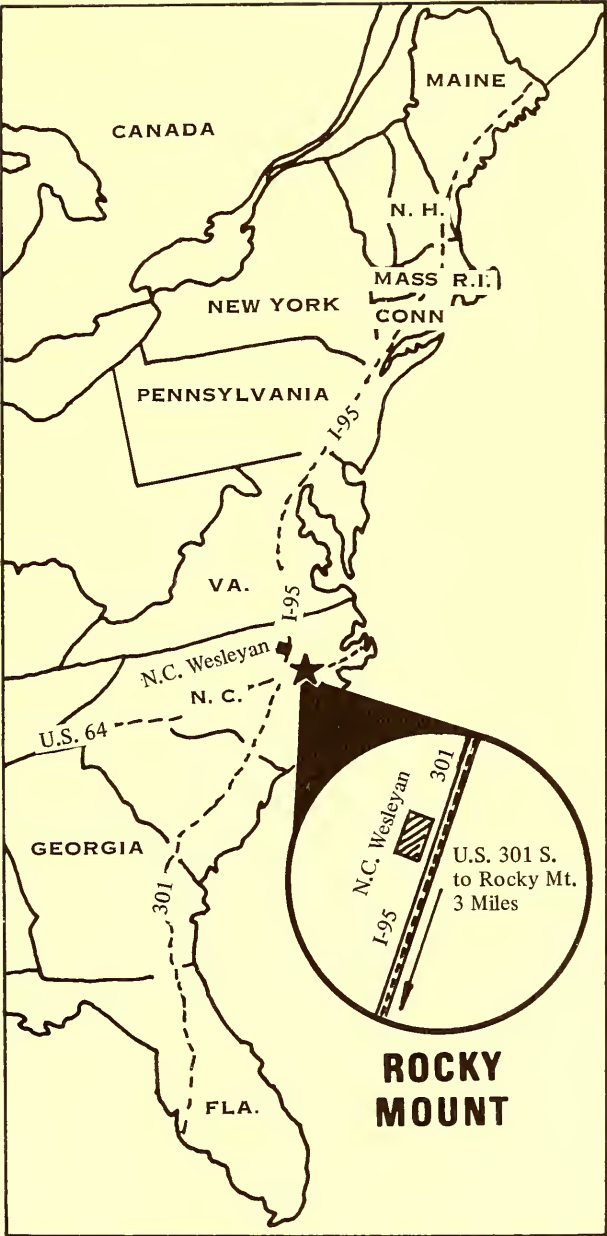 MAINE
CANADA
N. H.
MASS R.I.
NEW YORK
CONN
PENNSYLVANIA
I-95
VA.
I-95
N.C. Wesleyan
N. C.
U.S. 64
GEORGIA
301
FLA.
301
N.C. Wesleyan
I-95
U.S. 301 S.
to Rocky Mt.
3 Miles
ROCKY
MOUNT